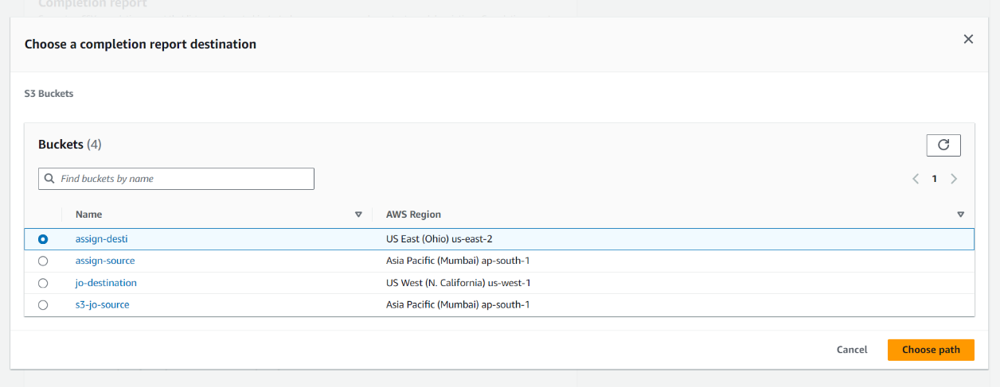 Completion report
Choose a completion report destination
S3 Buckets
Buckets (4)
Find buckets by name
1
Name AWS Region
assign-desti US East (Ohio) us-east-2
assign-source Asia Pacific (Mumbai) ap-south-1
jo-destination US West (N. California) us-west-1
s3-jo-source Asia Pacific (Mumbai) ap-south-1
Cancel Choose path